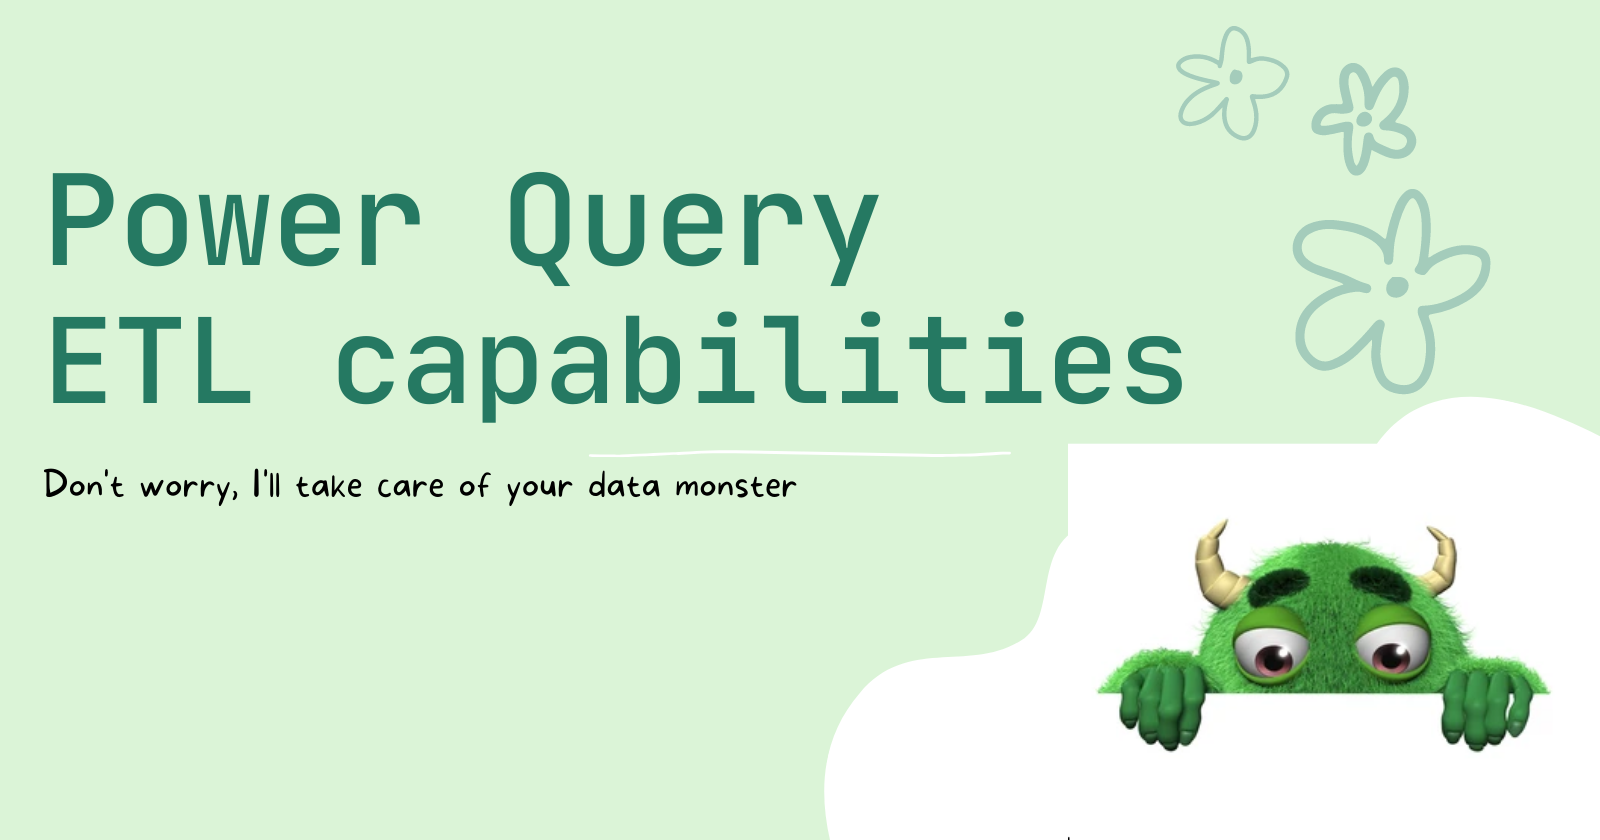 Power Query
ETL capabilities
Don't worry, I'll take care of your data monster